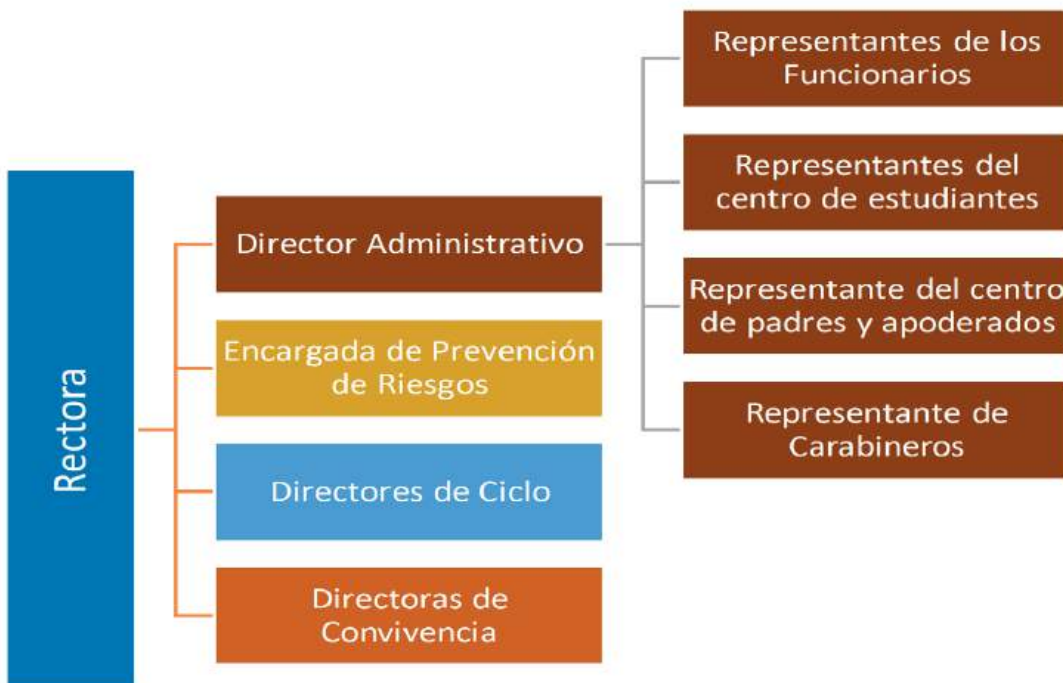 Rectora
Director Administrativo
Encargada de Prevención
de Riesgos
Directores de Ciclo
Directoras de
Convivencia
Representantes de los
Funcionarios
Representantes del
centro de estudiantes
Representante del centro
de padres y apoderados
Representante de
Carabineros